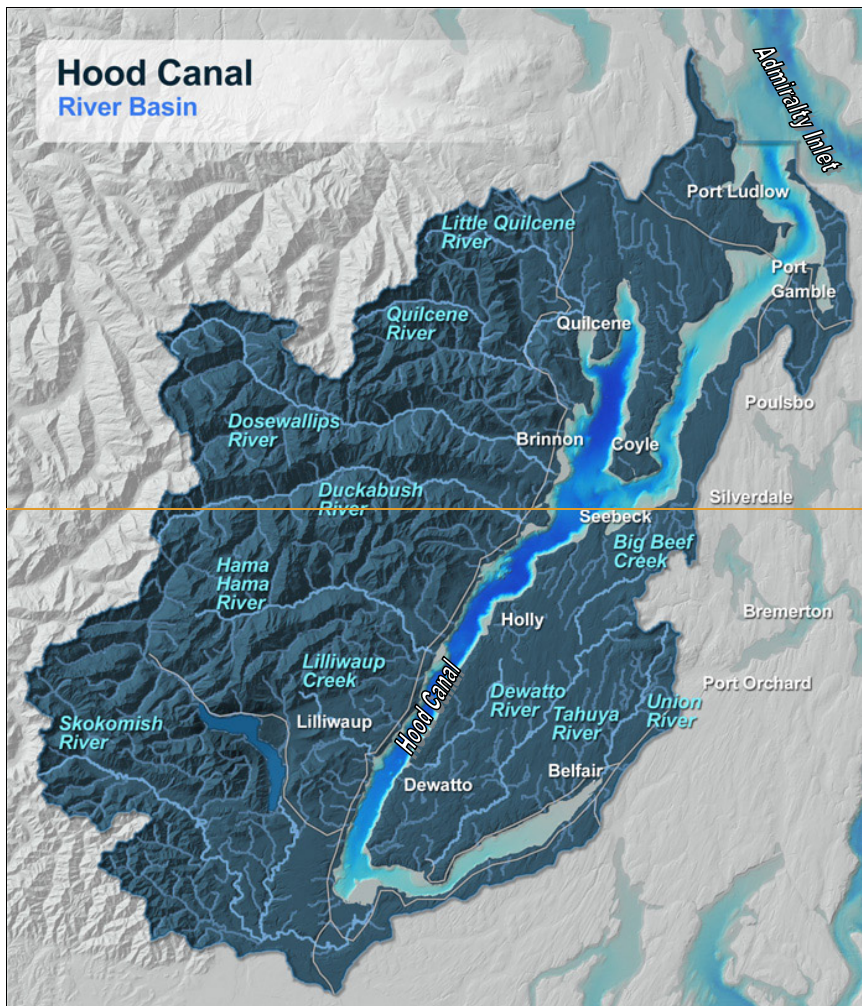 Hood Canal
River Basin
Admiralty Inlet
Port Ludlow
Little Quilcene
River
Port
Gamble
Quilcene
River
Quilcene
Poulsbo
Dosewallips
River
Brinnon
Coyle
Duckabush
River
Silverdale
Seebeck
Big Beef
Creek
Hama
Hama
River
Holly
Bremerton
Lilliwaup
Creek
Hood Canal
Port Orchard
Dewatto
River
Union
River
Tahuya
River
Skokomish
River
Lilliwaup
Belfair
Dewatto